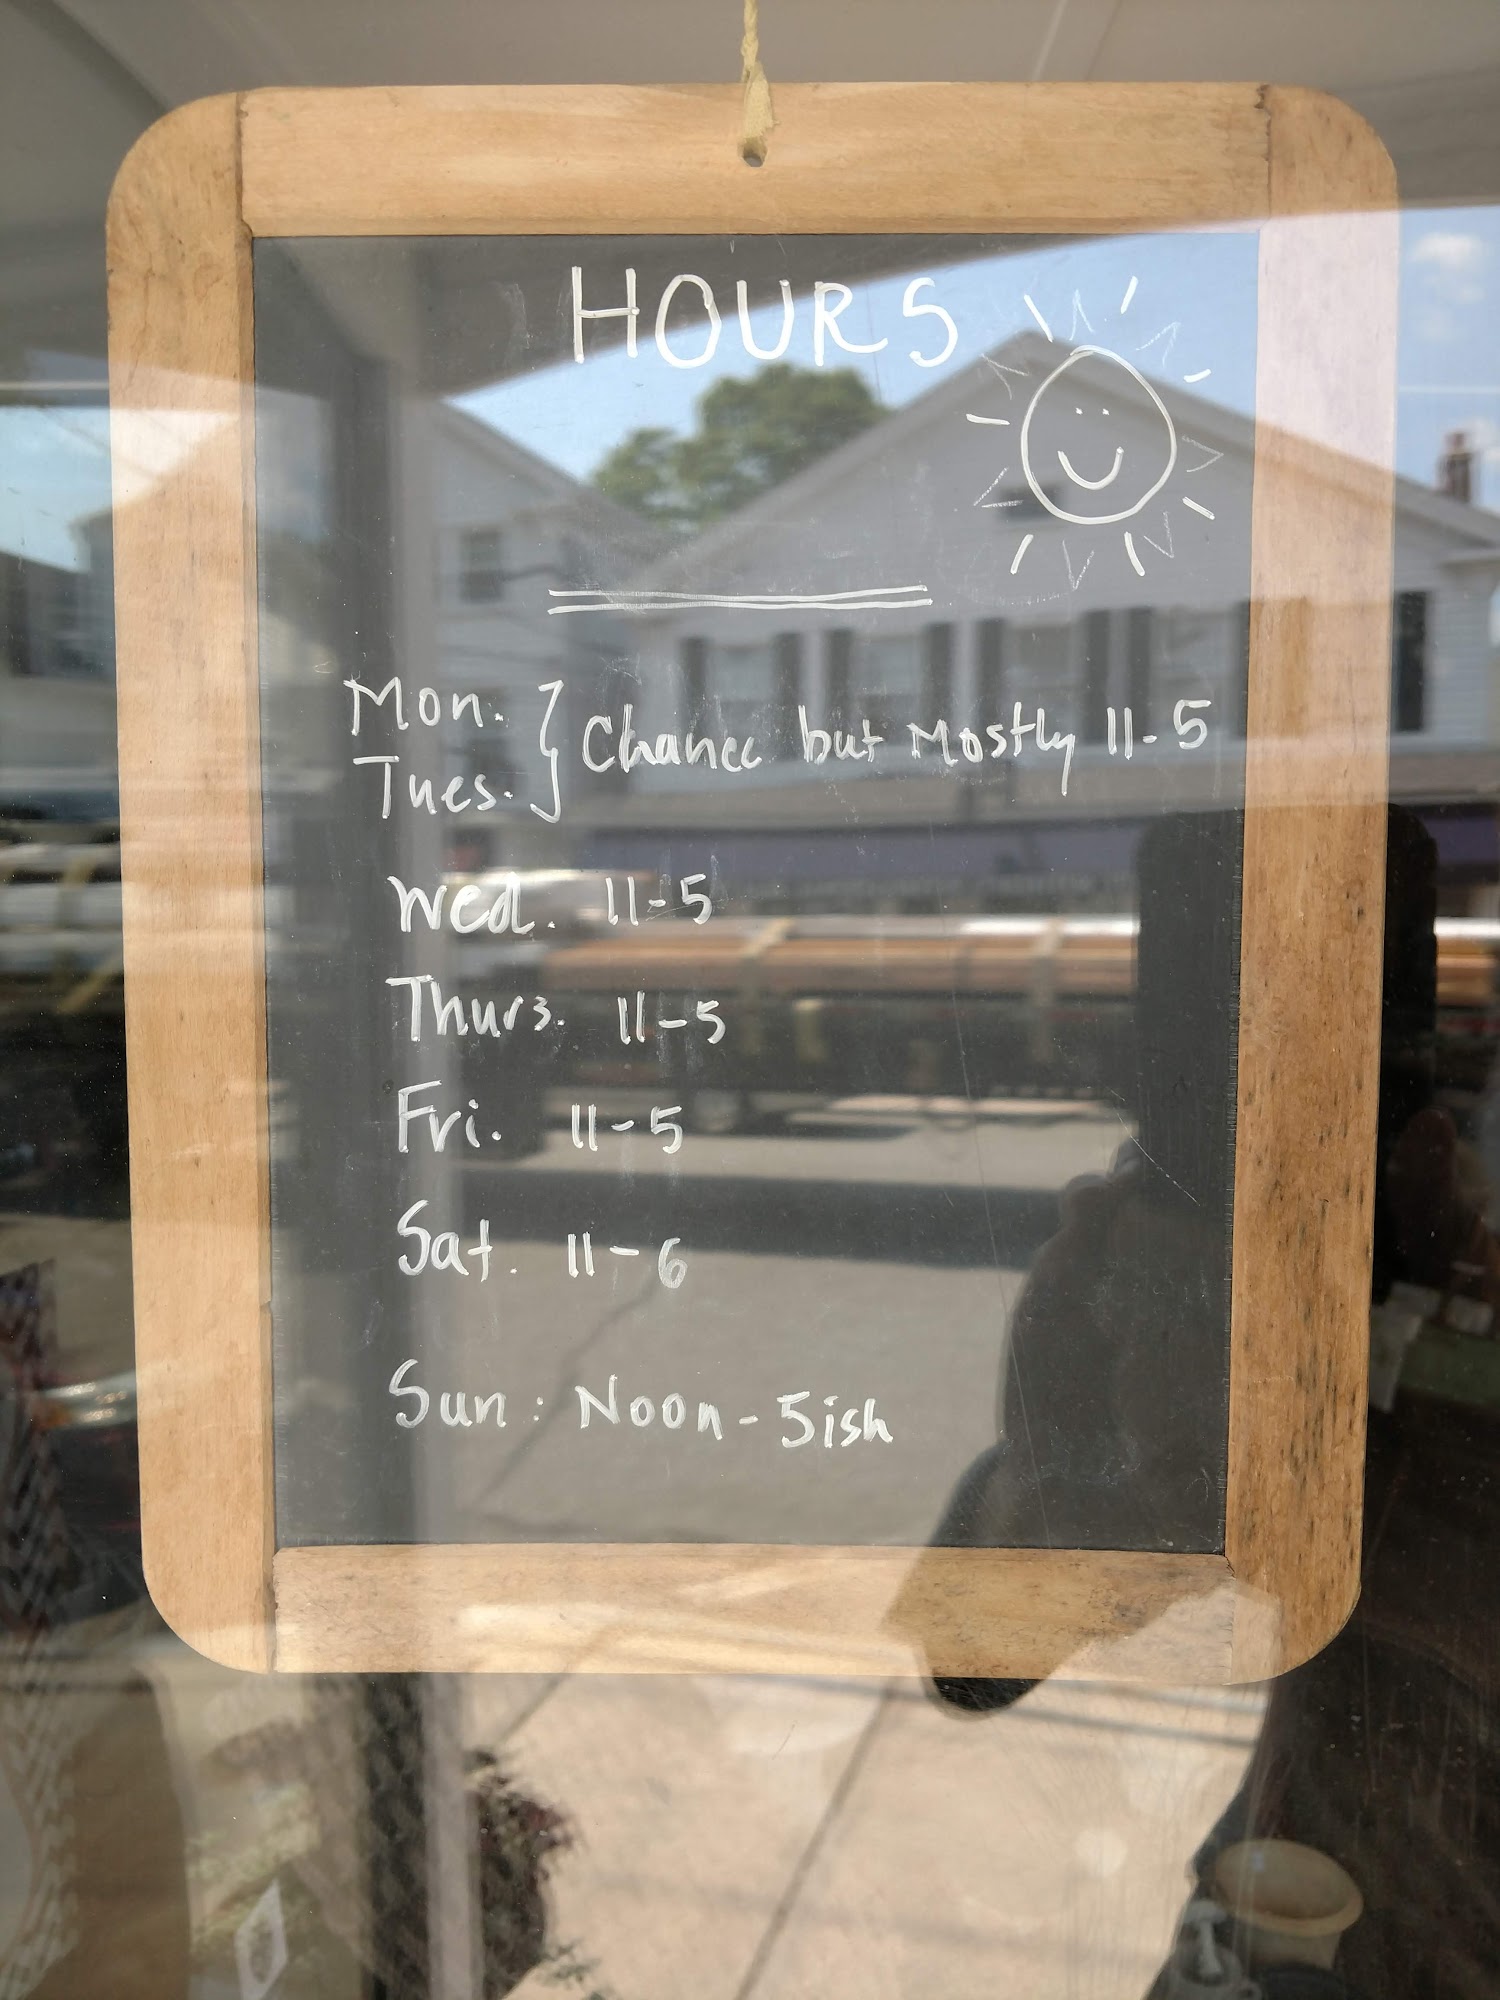 HOURS
Mon.
Tues. } Chance but Mostly 11-5
Wed. 11-5
Thurs. 11-5
Fri. 11-5
Sat. 11-6
Sun: Noon-5ish